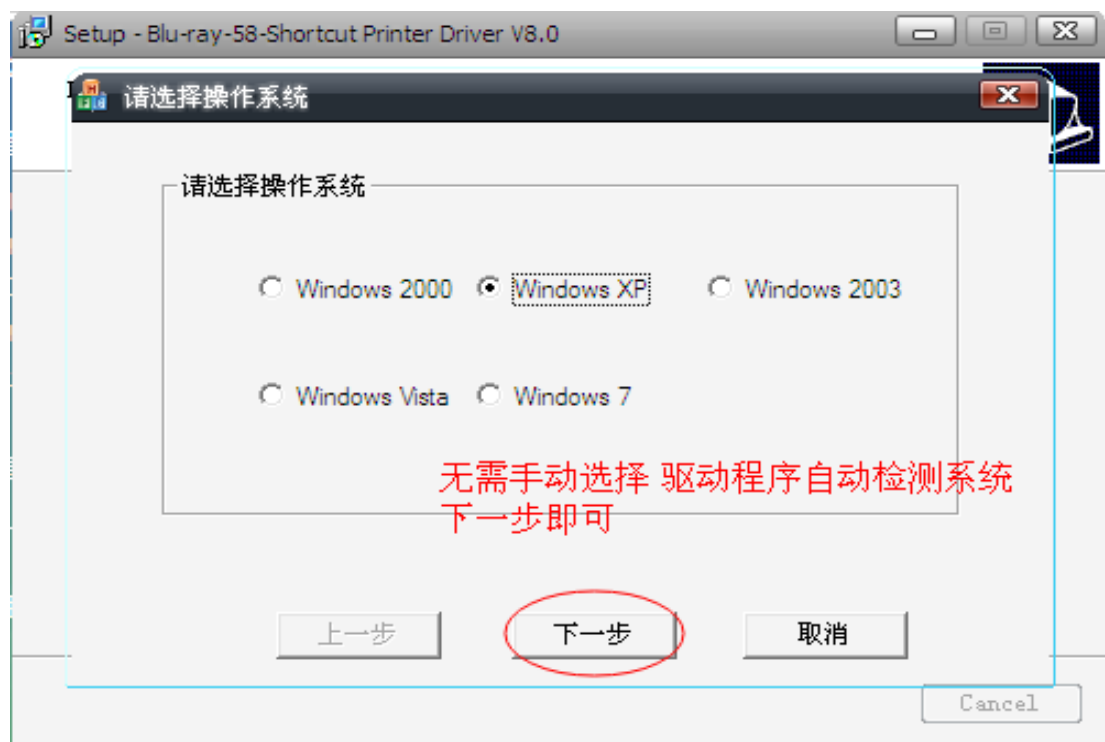 Setup - Blu-ray-58-Shortcut Printer Driver V8.0
请选择操作系统
请选择操作系统
Windows 2000
Windows XP
Windows 2003
Windows Vista
Windows 7
无需手动选择 驱动程序自动检测系统
下一步即可
上一步
下一步
取消
Cancel